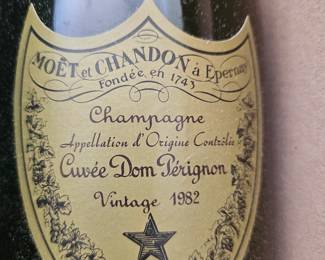 MOËT et CHANDON à Epernay
Fondée en 1743
Champagne
Appellation d'Origine Contrôlée
Cuvée Dom Pérignon
Vintage 1982